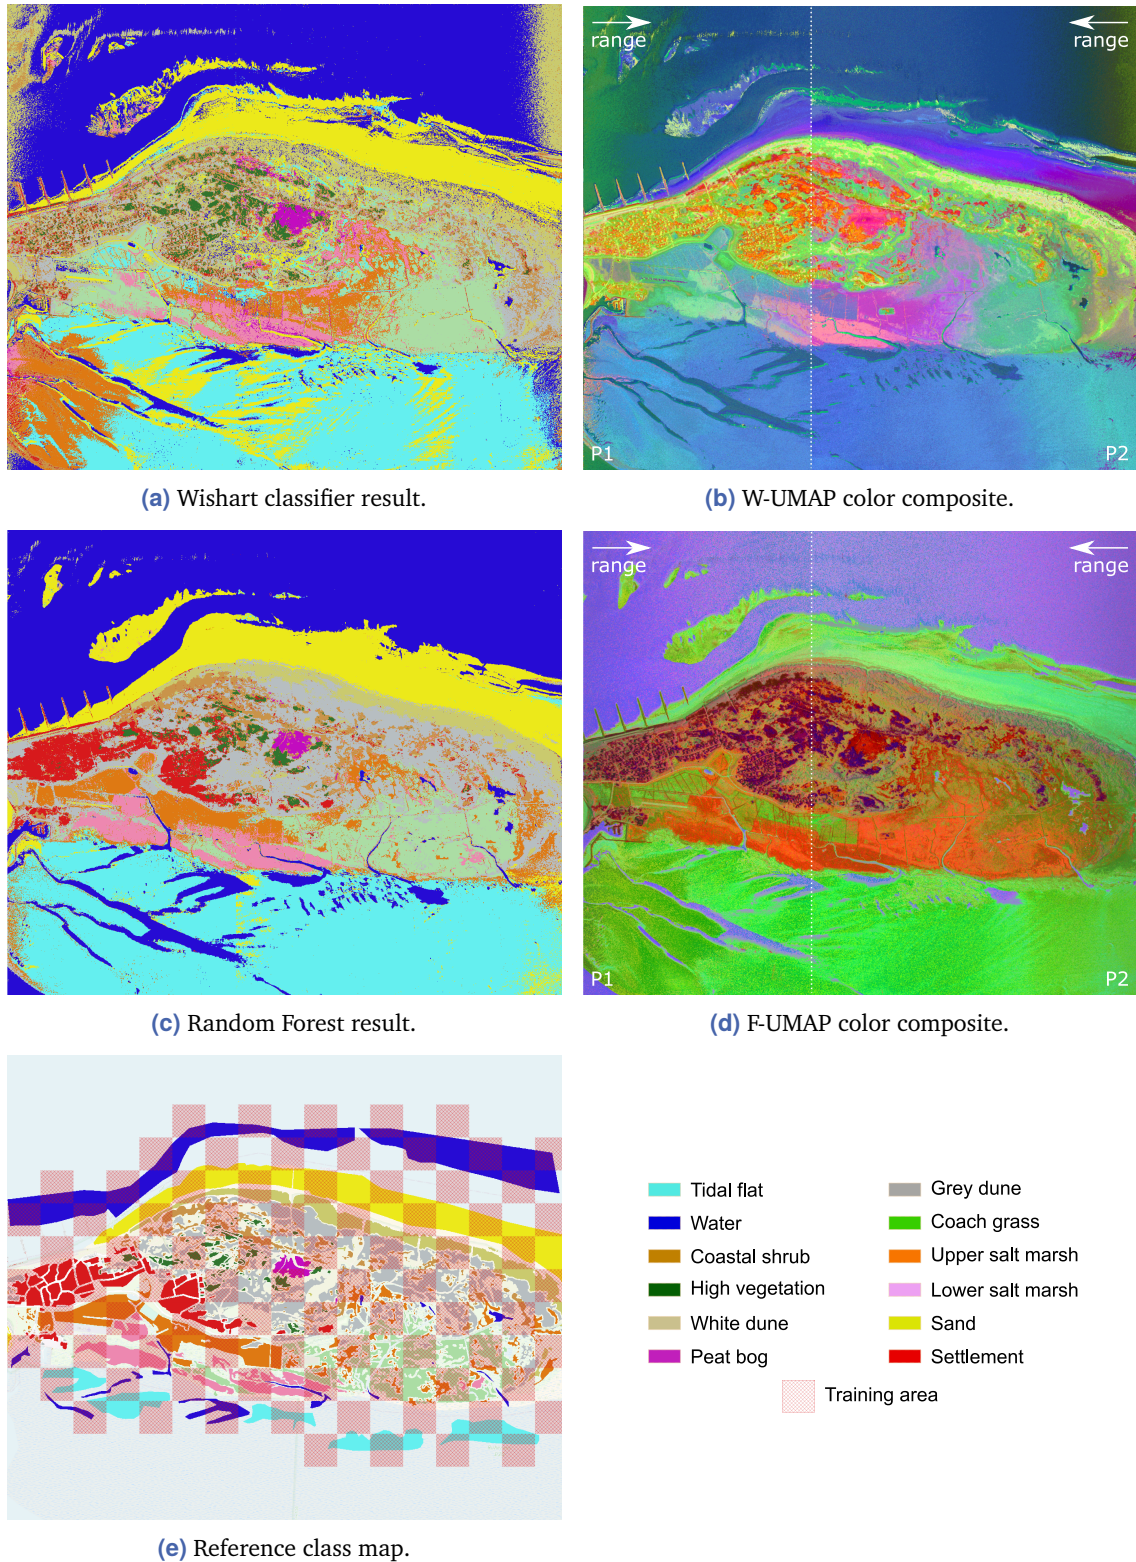 range
range
P1
P2
(a) Wishart classifier result.
(b) W-UMAP color composite.
range
range
P1
P2
(c) Random Forest result.
(d) F-UMAP color composite.
Tidal flat
Water
Coastal shrub
High vegetation
White dune
Peat bog
Grey dune
Coach grass
Upper salt marsh
Lower salt marsh
Sand
Settlement
Training area
(e) Reference class map.